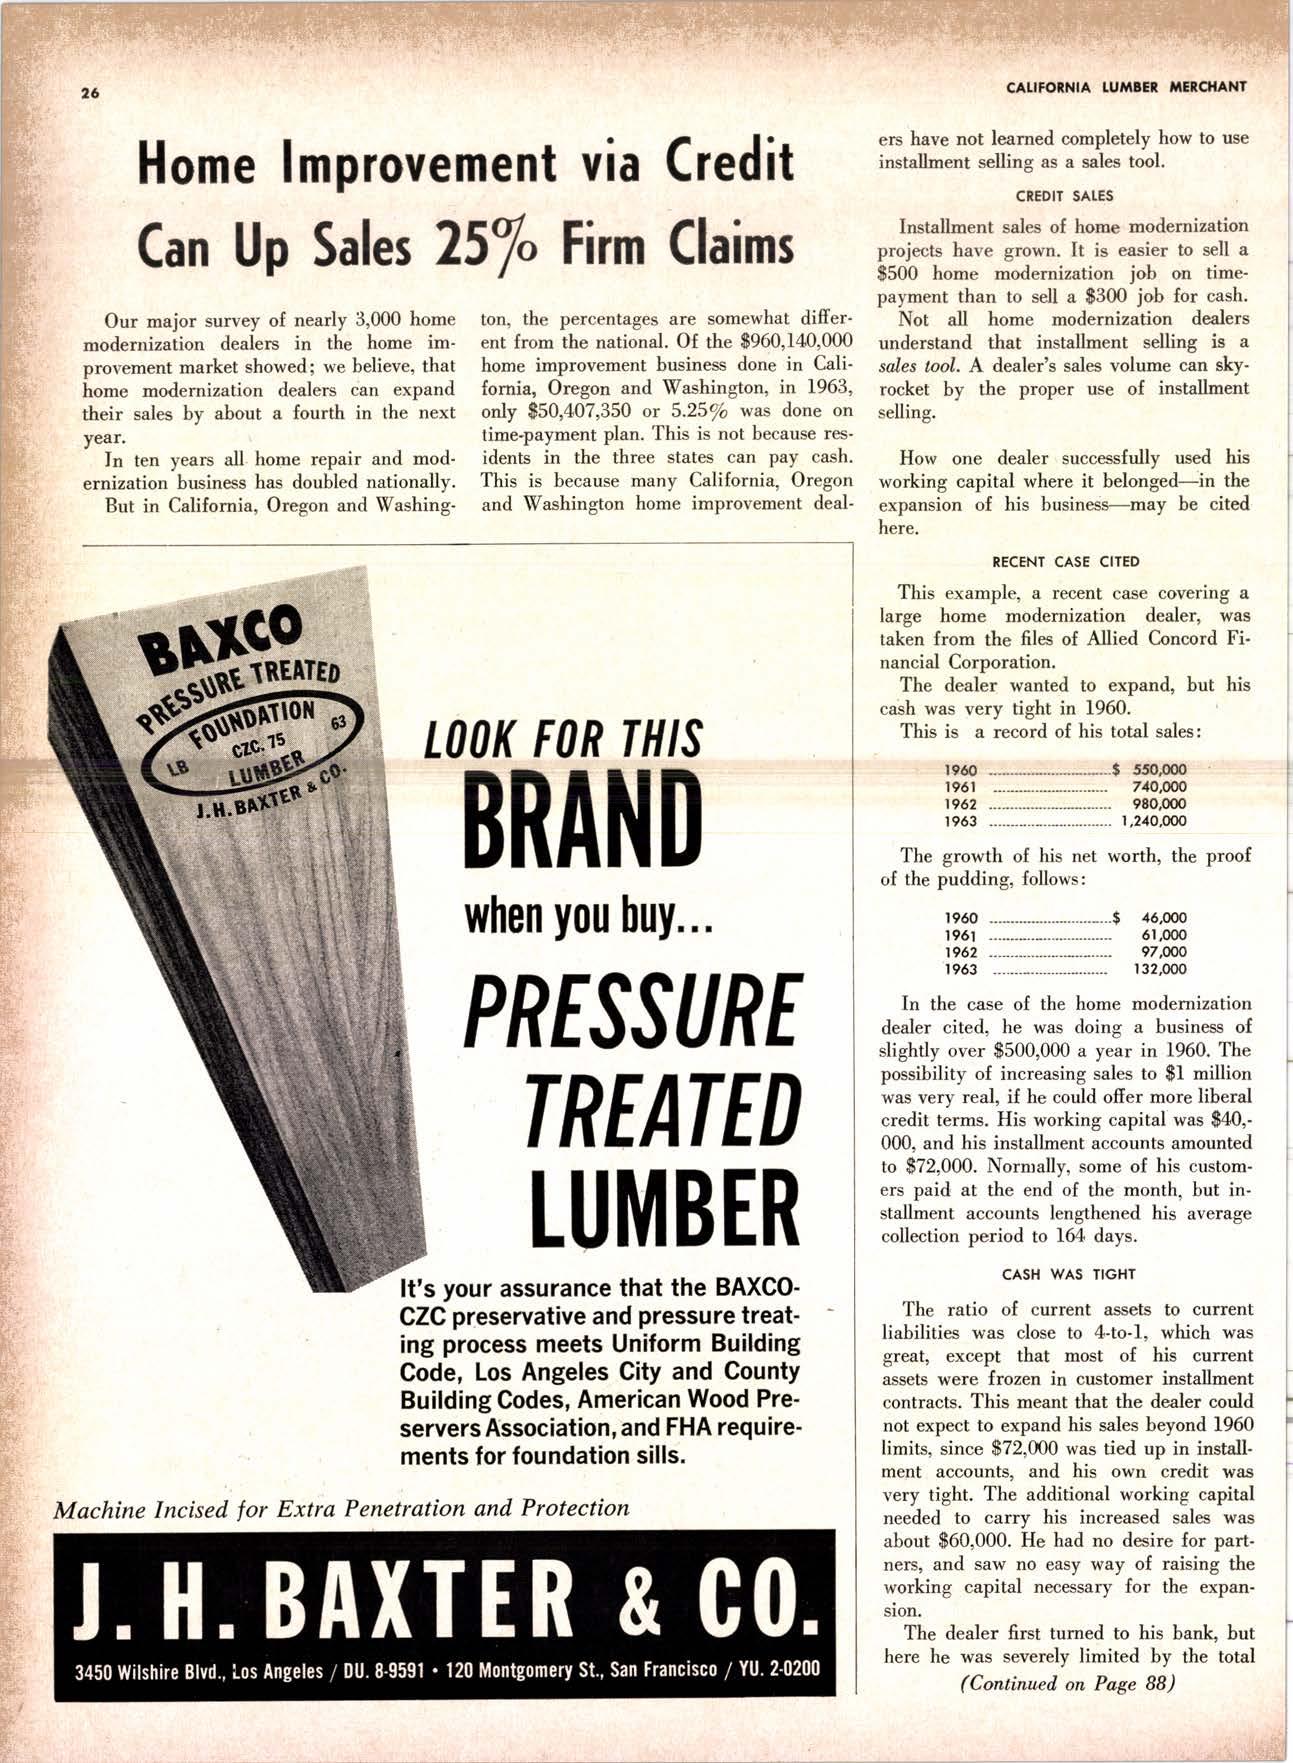 26
CALIFORNIA LUMBER MERCHANT
Home Improvement via Credit
Can Up Sales 25% Firm Claims
Our major survey of nearly 3,000 home
modernization dealers in the home im-
provement market showed; we believe, that
home modernization dealers can expand
their sales by about a fourth in the next
year.
In ten years all home repair and mod-
ernization business has doubled nationally.
But in California, Oregon and Washing-
ton, the percentages are somewhat differ-
ent from the national. Of the $960,140,000
home improvement business done in Cali-
fornia, Oregon and Washington, in 1963,
only $50,407,350 or 5.25% was done on
time-payment plan. This is not because res-
idents in the three states can pay cash.
This is because many California, Oregon
and Washington home improvement deal-
ers have not learned completely how to use
installment selling as a sales tool.
CREDIT SALES
Installment sales of home modernization
projects have grown. It is easier to sell a
$500 home modernization job on time-
payment than to sell a $300 job for cash.
Not all home modernization dealers
understand that installment selling is a
sales tool. A dealer's sales volume can sky-
rocket by the proper use of installment
selling.
How one dealer successfully used his
working capital where it belonged—in the
expansion of his business—may be cited
here.
RECENT CASE CITED
This example, a recent case covering a
large home modernization dealer, was
taken from the files of Allied Concord Fi-
nancial Corporation.
The dealer wanted to expand, but his
cash was very tight in 1960.
This is a record of his total sales:
1960 ............................ $ 550,000
1961 ............................ 740,000
1962 ............................ 980,000
1963 ............................ 1,240,000
The growth of his net worth, the proof
of the pudding, follows:
1960 ............................ $ 46,000
1961 ............................ 61,000
1962 ............................ 97,000
1963 ............................ 132,000
In the case of the home modernization
dealer cited, he was doing a business of
slightly over $500,000 a year in 1960. The
possibility of increasing sales to $1 million
was very real, if he could offer more liberal
credit terms. His working capital was $40,-
000, and his installment accounts amounted
to $72,000. Normally, some of his custom-
ers paid at the end of the month, but in-
stallment accounts lengthened his average
collection period to 164 days.
CASH WAS TIGHT
The ratio of current assets to current
liabilities was close to 4-to-1, which was
great, except that most of his current
assets were frozen in customer installment
contracts. This meant that the dealer could
not expect to expand his sales beyond 1960
limits, since $72,000 was tied up in install-
ment accounts, and his own credit was
very tight. The additional working capital
needed to carry his increased sales was
about $60,000. He had no desire for part-
ners, and saw no easy way of raising the
working capital necessary for the expan-
sion.
The dealer first turned to his bank, but
here he was severely limited by the total
(Continued on Page 88)
BAXCO
PRESSURE TREATED
FOUNDATION
LB CZC. 75 63
LUMBER
J.H. BAXTER & CO.
LOOK FOR THIS
BRAND
when you buy...
PRESSURE
TREATED
LUMBER
It's your assurance that the BAXCO-
CZC preservative and pressure treat-
ing process meets Uniform Building
Code, Los Angeles City and County
Building Codes, American Wood Pre-
servers Association, and FHA require-
ments for foundation sills.
Machine Incised for Extra Penetration and Protection
J. H. BAXTER & CO.
3450 Wilshire Blvd., Los Angeles / DU. 8-9591 • 120 Montgomery St., San Francisco / YU. 2-0200